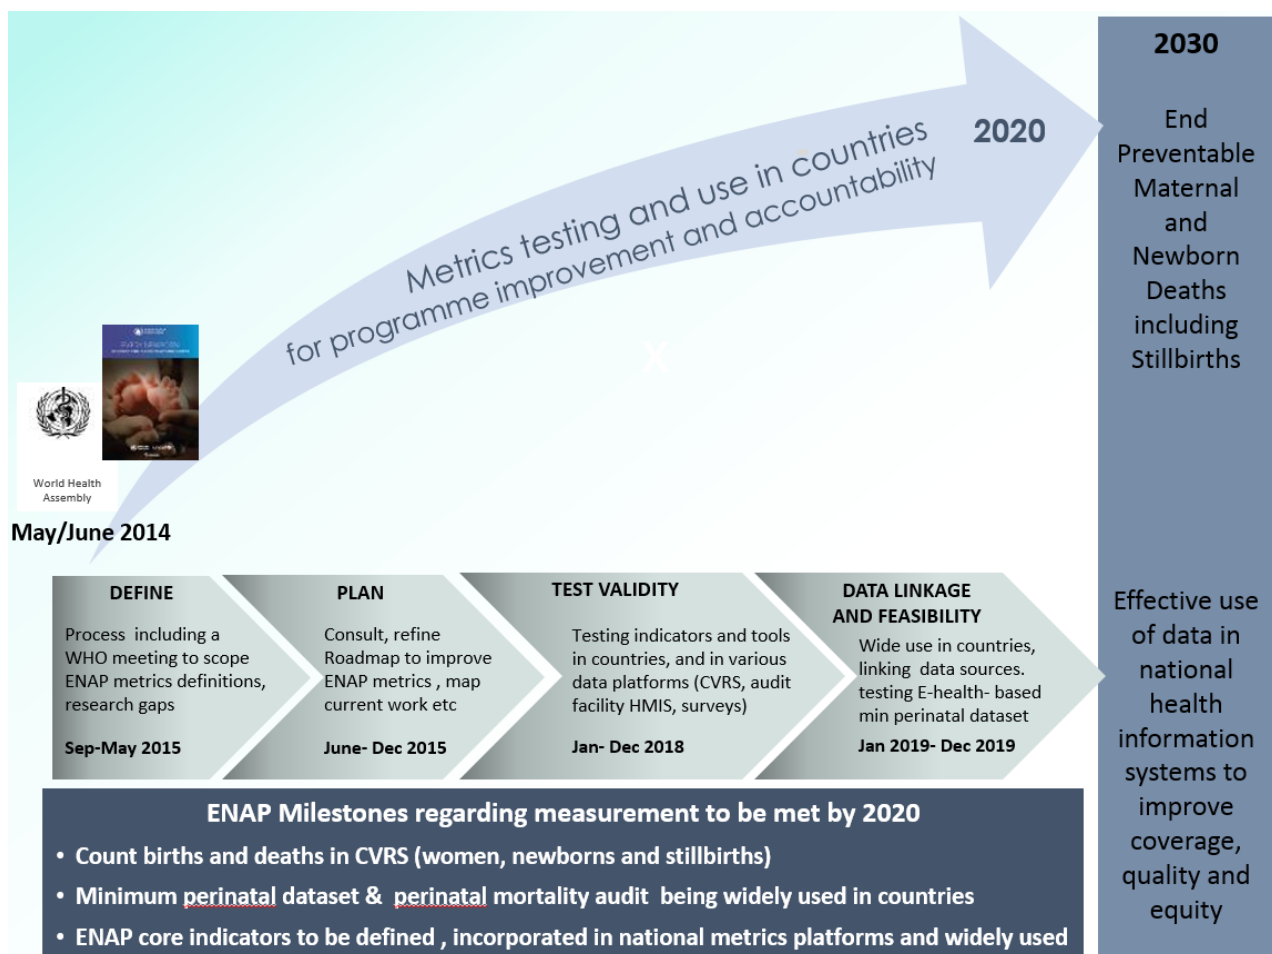 2030
End
Preventable
Maternal
and
Newborn
Deaths
including
Stillbirths
2020
Metrics testing and use in countries
for programme improvement and accountability
X
World Health
Assembly
May/June 2014
DEFINE
Process including a
WHO meeting to scope
ENAP metrics definitions,
research gaps
Sep-May 2015
PLAN
Consult, refine
Roadmap to improve
ENAP metrics , map
current work etc
June- Dec 2015
TEST VALIDITY
Testing indicators and tools
in countries, and in various
data platforms (CVRS, audit
facility HMIS, surveys)
Jan- Dec 2018
DATA LINKAGE
AND FEASIBILITY
Wide use in countries,
linking data sources.
testing E-health- based
min perinatal dataset
Jan 2019- Dec 2019
Effective use
of data in
national
health
information
systems to
improve
coverage,
quality and
equity
ENAP Milestones regarding measurement to be met by 2020
• Count births and deaths in CVRS (women, newborns and stillbirths)
• Minimum perinatal dataset & perinatal mortality audit being widely used in countries
• ENAP core indicators to be defined , incorporated in national metrics platforms and widely used